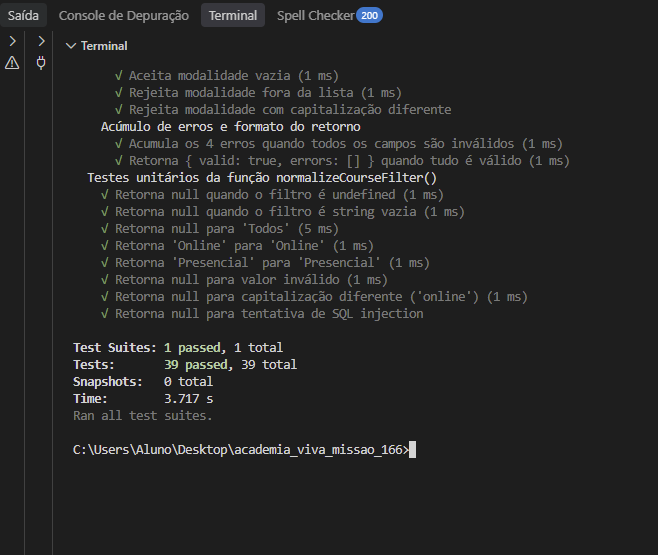 Saída Console de Depuração Terminal Spell Checker 200
Terminal
√ Aceita modalidade vazia (1 ms)
√ Rejeita modalidade fora da lista (1 ms)
√ Rejeita modalidade com capitalização diferente
Acúmulo de erros e formato do retorno
√ Acumula os 4 erros quando todos os campos são inválidos (1 ms)
√ Retorna { valid: true, errors: [] } quando tudo é válido (1 ms)
Testes unitários da função normalizeCourseFilter()
√ Retorna null quando o filtro é undefined (1 ms)
√ Retorna null quando o filtro é string vazia (1 ms)
√ Retorna null para 'Todos' (5 ms)
√ Retorna 'Online' para 'Online' (1 ms)
√ Retorna 'Presencial' para 'Presencial' (1 ms)
√ Retorna null para valor inválido (1 ms)
√ Retorna null para capitalização diferente ('online') (1 ms)
√ Retorna null para tentativa de SQL injection
Test Suites: 1 passed, 1 total
Tests: 39 passed, 39 total
Snapshots: 0 total
Time: 3.717 s
Ran all test suites.
C:\Users\Aluno\Desktop\academia_viva_missao_166>